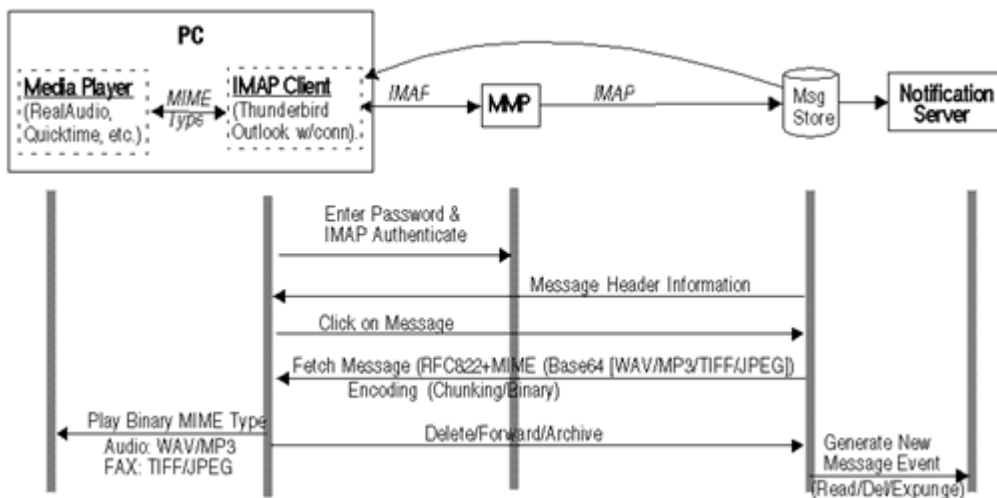 PC
Media Player
(RealAudio,
Quicktime, etc.)
MIME
Type
IMAP Client
(Thunderbird
Outlook w/conn).
IMAP
MMP
IMAP
Msg
Store
Notification
Server
Enter Password &
IMAP Authenticate
Message Header Information
Click on Message
Fetch Message (RFC822+MIME (Base64 [WAV/MP3/TIFF/JPEG])
Encoding (Chunking/Binary)
Play Binary MIME Type
Audio: WAV/MP3
FAX: TIFF/JPEG
Delete/Forward/Archive
Generate New
Message Event
(Read/Del/Expunge)